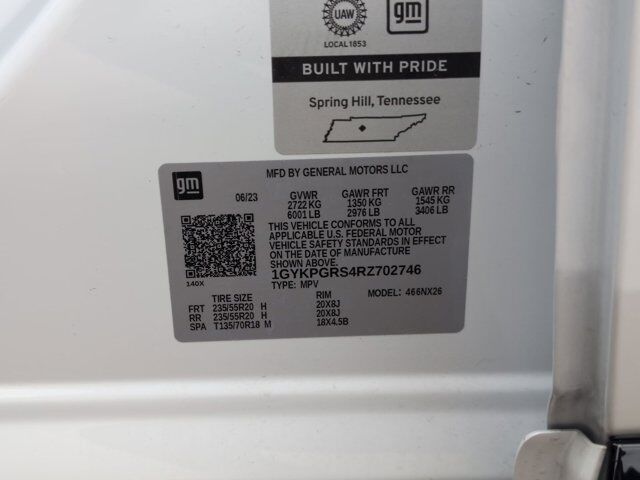 UAW
gm
LOCAL 1853
BUILT WITH PRIDE
Spring Hill, Tennessee
gm
MFD BY GENERAL MOTORS LLC
06/23 GVWR GAWR FRT GAWR RR
2722 KG 1350 KG 1545 KG
6001 LB 2976 LB 3406 LB
THIS VEHICLE CONFORMS TO ALL
APPLICABLE U.S. FEDERAL MOTOR
VEHICLE SAFETY STANDARDS IN EFFECT
ON THE DATE OF MANUFACTURE
SHOWN ABOVE.
1GYKPGRS4RZ702746
140X
TYPE: MPV MODEL: 466NX26
TIRE SIZE RIM
FRT 235/55R20 H 20X8J
RR 235/55R20 H 20X8J
SPA T135/70R18 M 18X4.5B